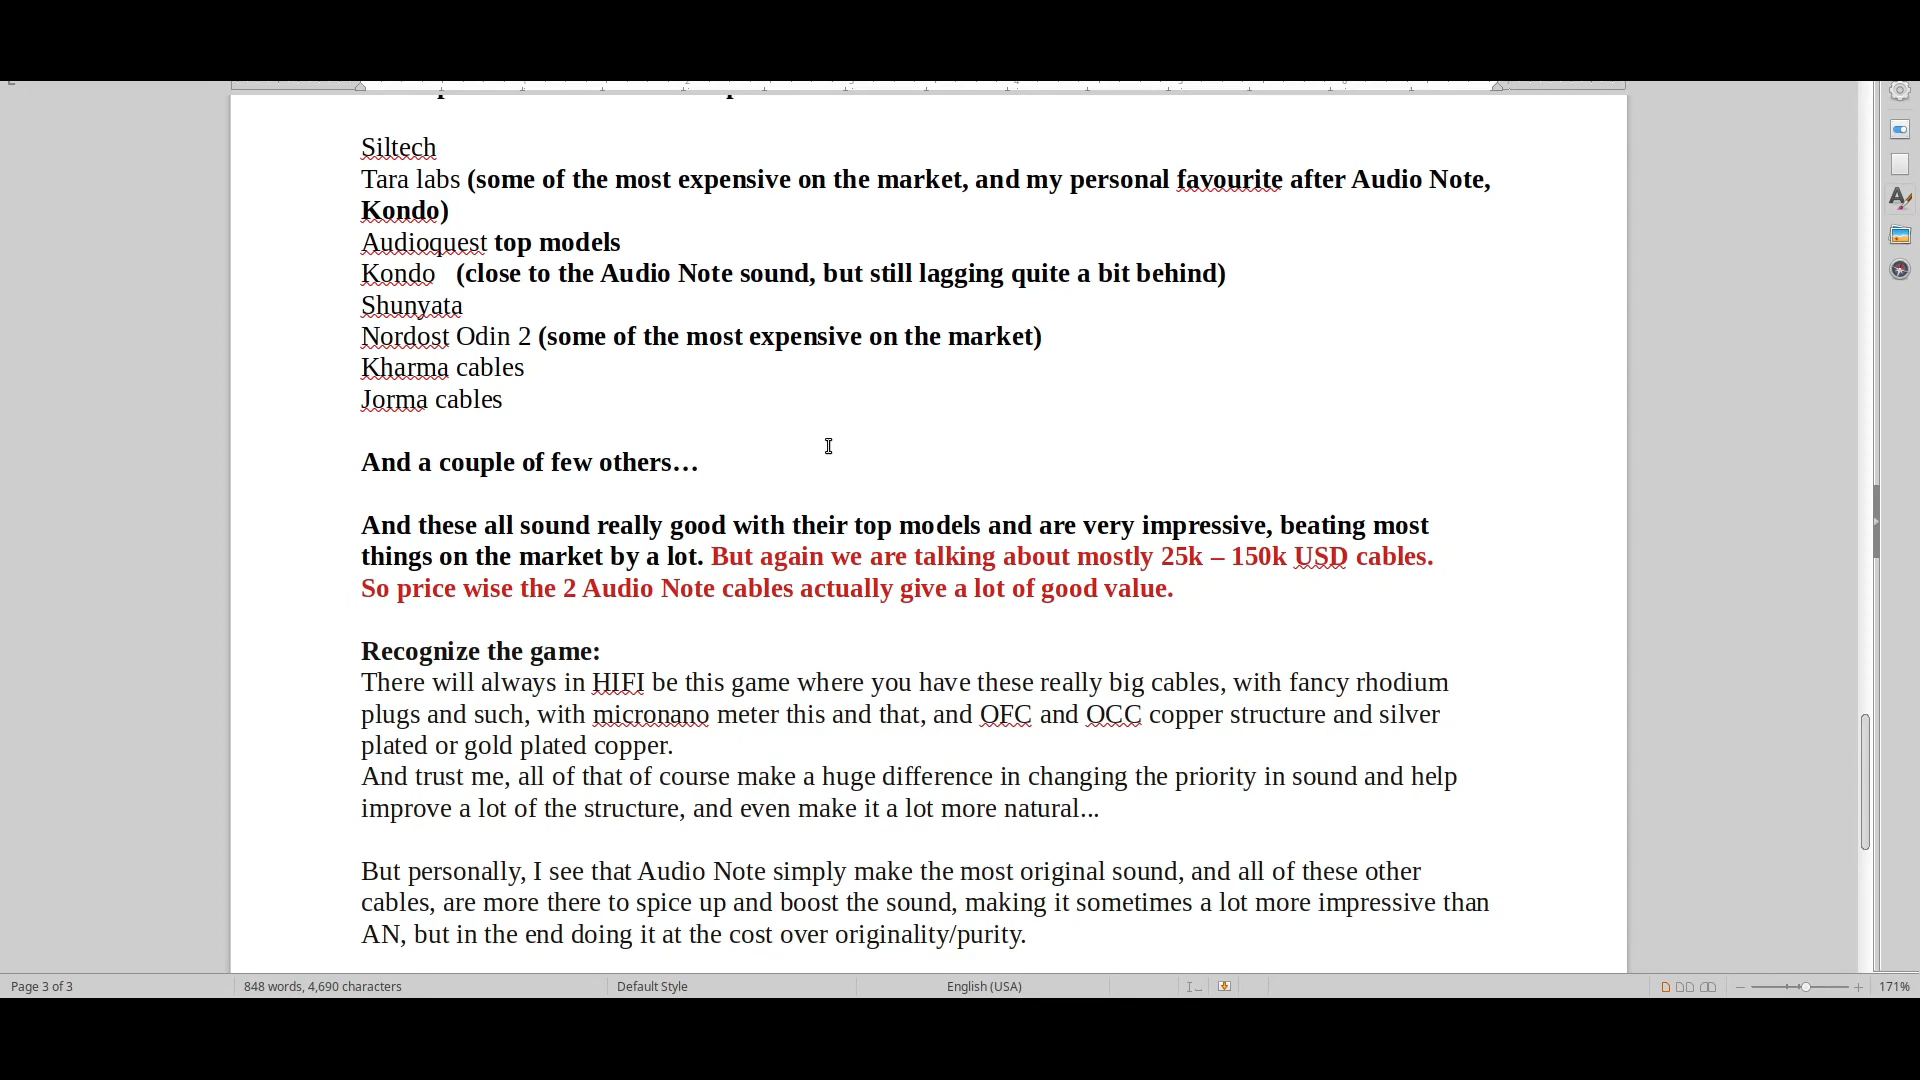 Siltech
Tara labs (some of the most expensive on the market, and my personal favourite after Audio Note,
Kondo)
Audioquest top models
Kondo   (close to the Audio Note sound, but still lagging quite a bit behind)
Shunyata
Nordost Odin 2 (some of the most expensive on the market)
Kharma cables
Jorma cables
And a couple of few others…
And these all sound really good with their top models and are very impressive, beating most
things on the market by a lot. But again we are talking about mostly 25k – 150k USD cables.
So price wise the 2 Audio Note cables actually give a lot of good value.
Recognize the game:
There will always in HIFI be this game where you have these really big cables, with fancy rhodium
plugs and such, with micronano meter this and that, and OFC and OCC copper structure and silver
plated or gold plated copper.
And trust me, all of that of course make a huge difference in changing the priority in sound and help
improve a lot of the structure, and even make it a lot more natural...
But personally, I see that Audio Note simply make the most original sound, and all of these other
cables, are more there to spice up and boost the sound, making it sometimes a lot more impressive than
AN, but in the end doing it at the cost over originality/purity.
Page 3 of 3 848 words, 4,690 characters Default Style English (USA) 171%